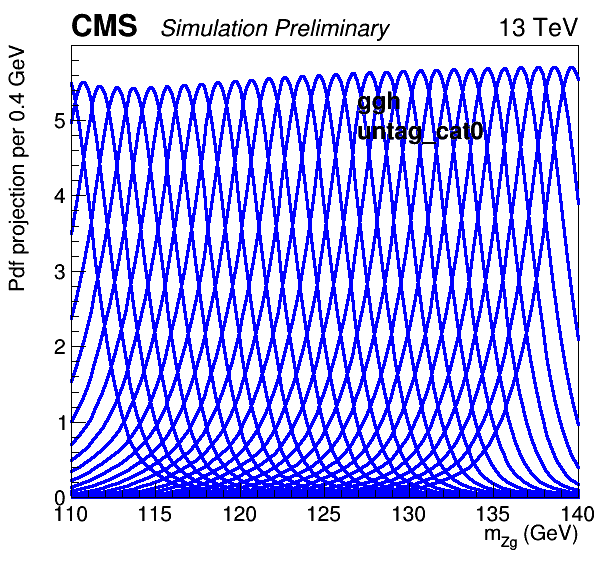 CMS Simulation Preliminary 13 TeV
Pdf projection per 0.4 GeV
ggh
untag_cat0
5
4
3
2
1
0
110 115 120 125 130 135 140
m_zg (GeV)